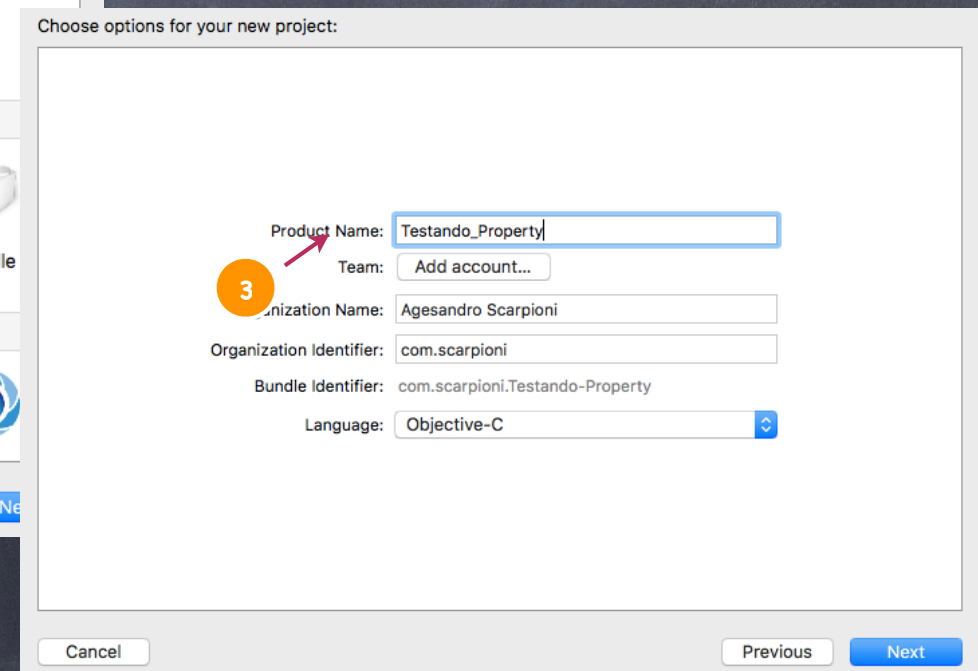 Choose options for your new project:
Product Name: Testando_Property
Team: Add account...
3
nization Name: Agesandro Scarpioni
Organization Identifier: com.scarpioni
Bundle Identifier: com.scarpioni.Testando-Property
Language: Objective-C
le
Ne
Cancel Previous Next